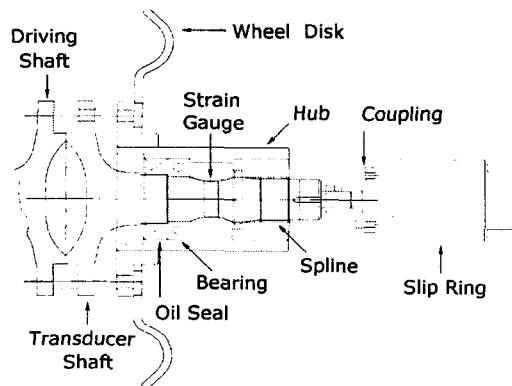 Driving
Shaft
Wheel Disk
Strain
Gauge
Hub
Coupling
Bearing
Spline
Oil Seal
Slip Ring
Transducer
Shaft